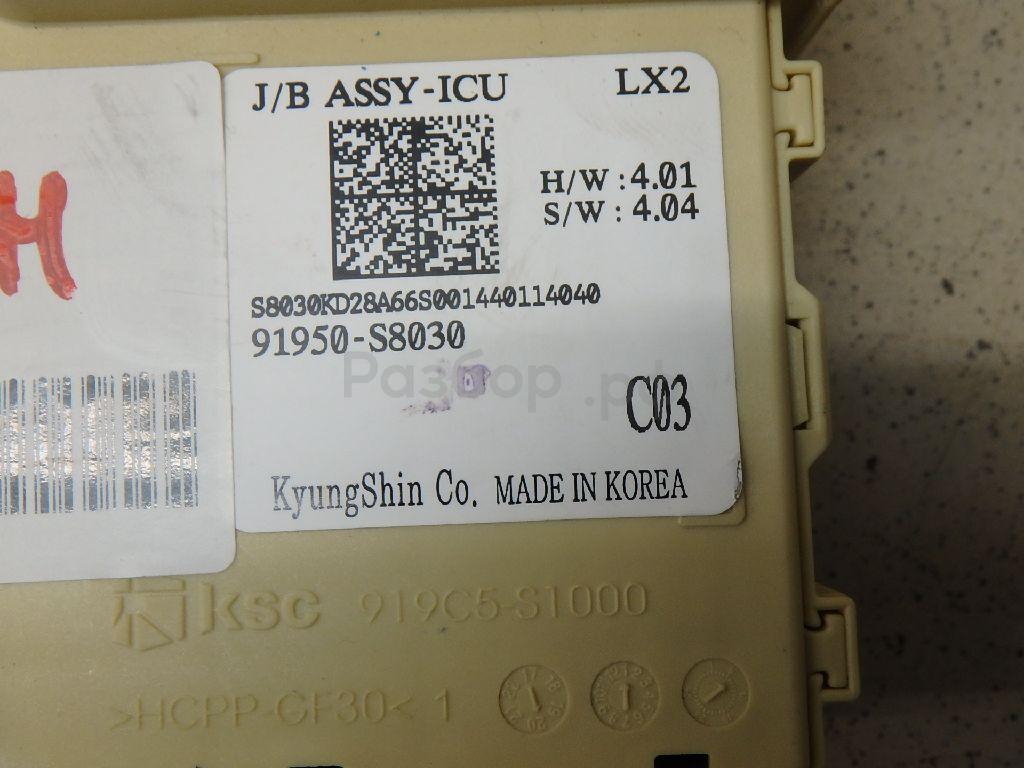 J/B ASSY-ICU LX2
H/W : 4.01
S/W : 4.04
S8030KD28A66S001440114040
91950-S8030
Разбор .рф
C03
KyungShin Co. MADE IN KOREA
H
ksc 919C5-S1000
>HCPP-GF30< 1